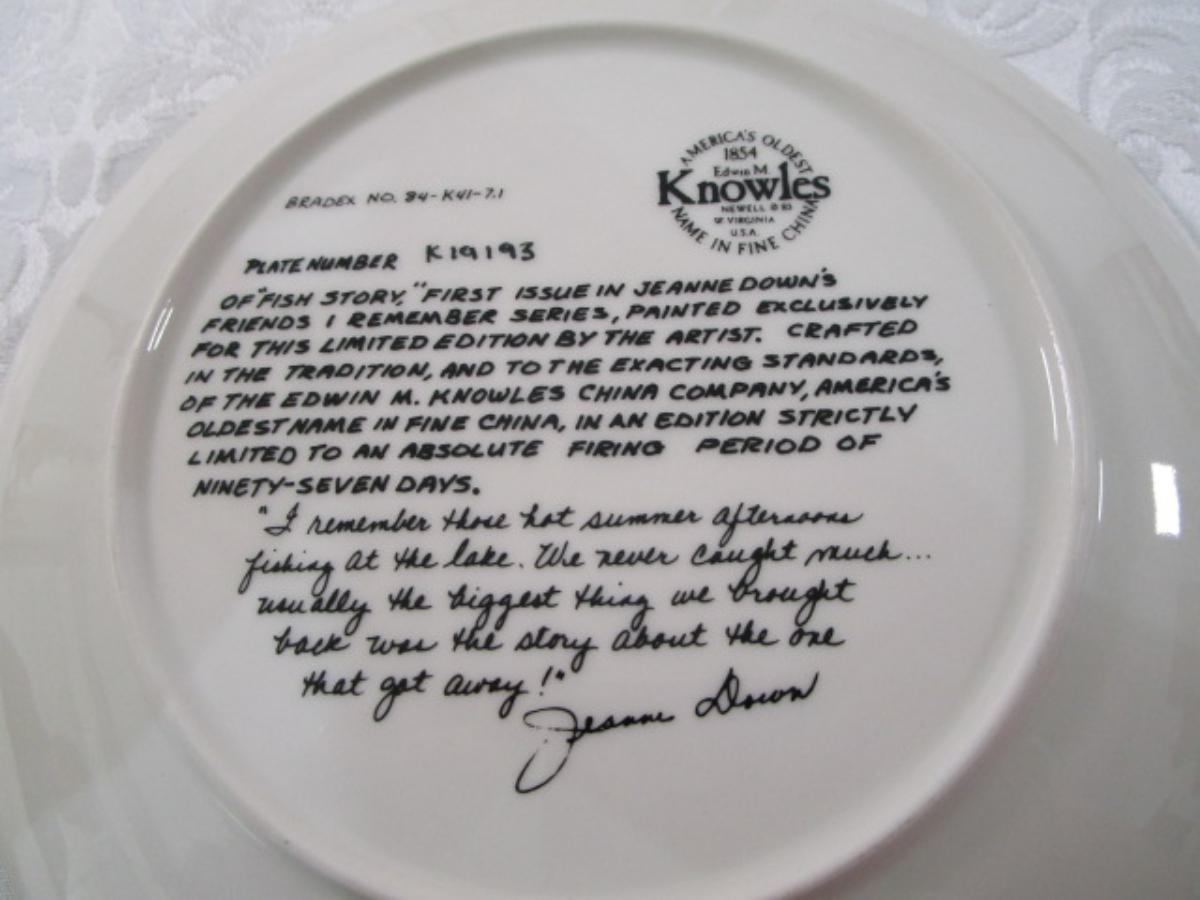 AMERICA'S OLDEST
1854
Edwin M.
Knowles
NEWELL
W. VIRGINIA
U.S.A.
NAME IN FINE CHINA
BRADEX NO. 84-K41-7.1
PLATE NUMBER K19193
OF "FISH STORY," FIRST ISSUE IN JEANNE DOWN'S
FRIENDS I REMEMBER SERIES, PAINTED EXCLUSIVELY
FOR THIS LIMITED EDITION BY THE ARTIST. CRAFTED
IN THE TRADITION, AND TO THE EXACTING STANDARDS,
OF THE EDWIN M. KNOWLES CHINA COMPANY, AMERICA'S
OLDEST NAME IN FINE CHINA, IN AN EDITION STRICTLY
LIMITED TO AN ABSOLUTE FIRING PERIOD OF
NINETY-SEVEN DAYS.
"I remember those hot summer afternoons
fishing at the lake. We never caught much...
usually the biggest thing we brought
back was the story about the one
that got away!"
Jeanne Down